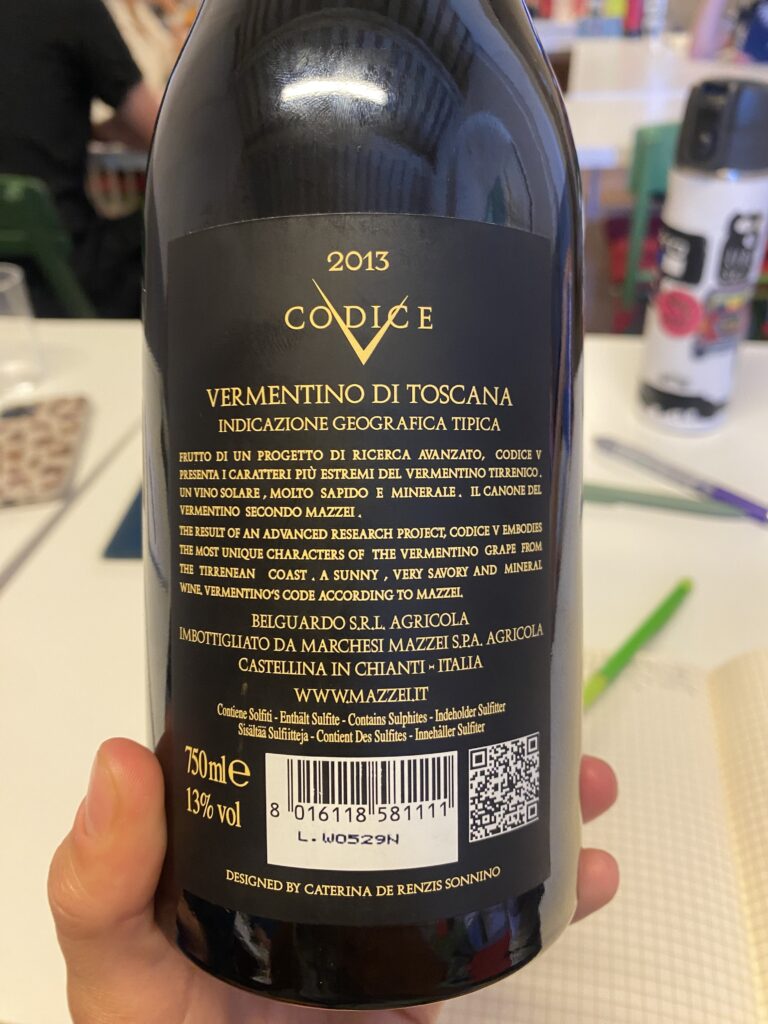 2013
CODICE
V
VERMENTINO DI TOSCANA
INDICAZIONE GEOGRAFICA TIPICA
FRUTTO DI UN PROGETTO DI RICERCA AVANZATO, CODICE V
PRESENTA I CARATTERI PIÙ ESTREMI DEL VERMENTINO TIRRENICO.
UN VINO SOLARE, MOLTO SAPIDO E MINERALE. IL CANONE DEL
VERMENTINO SECONDO MAZZEI.
THE RESULT OF AN ADVANCED RESEARCH PROJECT, CODICE V EMBODIES
THE MOST UNIQUE CHARACTERS OF THE VERMENTINO GRAPE FROM
THE TIRRENEAN COAST. A SUNNY, VERY SAVORY AND MINERAL
WINE. VERMENTINO'S CODE ACCORDING TO MAZZEI.
BELGUARDO S.R.L. AGRICOLA
IMBOTTIGLIATO DA MARCHESI MAZZEI S.P.A. AGRICOLA
CASTELLINA IN CHIANTI - ITALIA
WWW.MAZZEI.IT
Contiene Solfiti - Enthält Sulfite - Contains Sulphites - Indeholder Sulfitter
Sisältää Sulfiitteja - Contient Des Sulfites - Innehåller Sulfiter
750 ml e
13% vol
8 016118 581111
L.W0529N
DESIGNED BY CATERINA DE RENZIS SONNINO